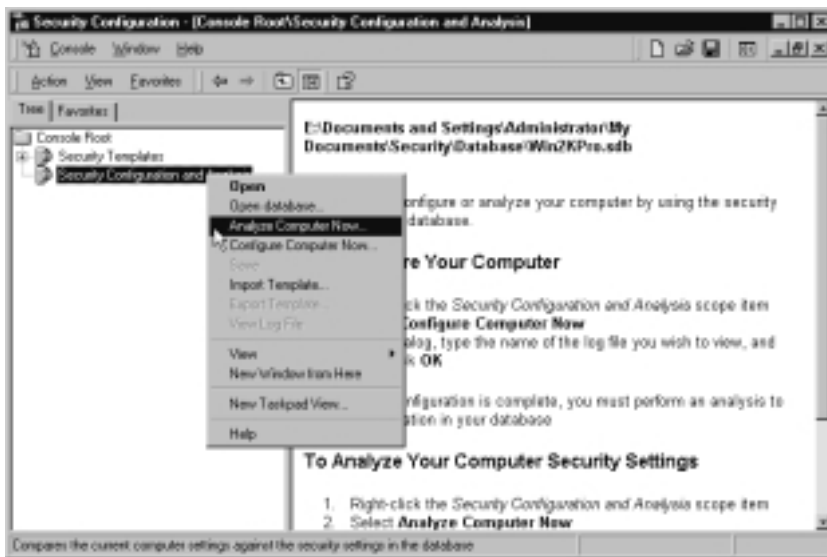 Security Configuration - [Console Root\Security Configuration and Analysis]
Console Window Help
Action View Favorites
Tree Favorites
Console Root
Security Templates
Security Configuration and
Open
Open database...
Analyze Computer Now...
Configure Computer Now...
Save
Import Template...
Export Template...
View Log File
View
New Window from Here
New Taskpad View...
Help
E:\Documents and Settings\Administrator\My
Documents\Security\Database\Win2KPro.sdb
onfigure or analyze your computer by using the security
database.
re Your Computer
ck the Security Configuration and Analysis scope item
Configure Computer Now
alog, type the name of the log file you wish to view, and
k OK
nfiguration is complete, you must perform an analysis to
ation in your database
To Analyze Your Computer Security Settings
1. Right-click the Security Configuration and Analysis scope item
2. Select Analyze Computer Now
Compares the current computer settings against the security settings in the database